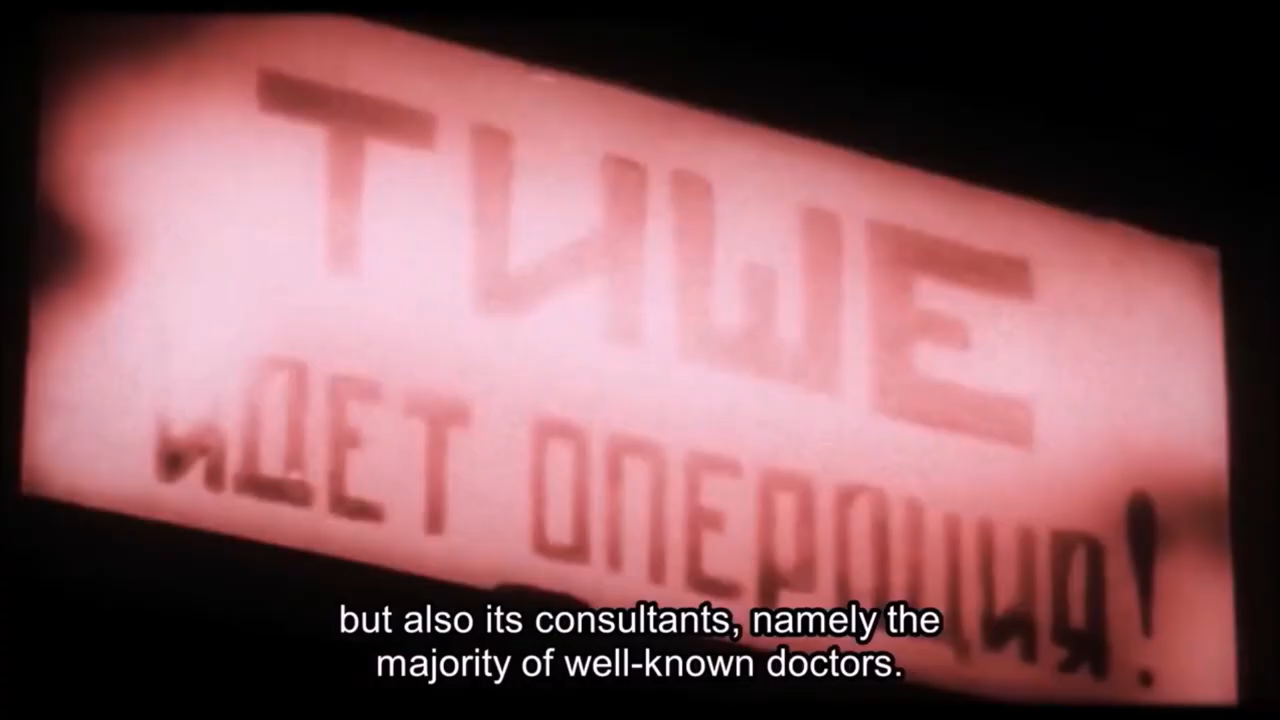 ТИШЕ
ИДЕТ ОПЕРАЦИЯ!
but also its consultants, namely the
majority of well-known doctors.